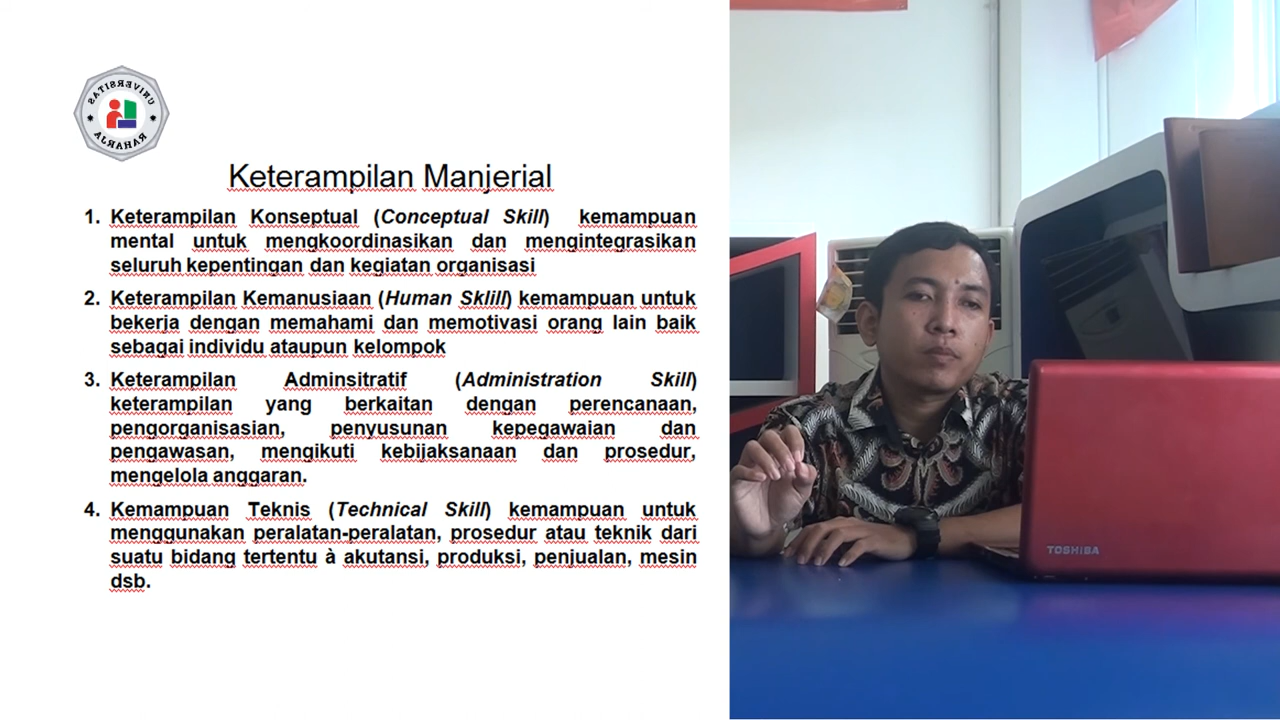 UNIVERSITAS
RAHARJA
Keterampilan Manjerial
1. Keterampilan Konseptual (Conceptual Skill) kemampuan
mental untuk mengkoordinasikan dan mengintegrasikan
seluruh kepentingan dan kegiatan organisasi
2. Keterampilan Kemanusiaan (Human Sklill) kemampuan untuk
bekerja dengan memahami dan memotivasi orang lain baik
sebagai individu ataupun kelompok
3. Keterampilan Adminsitratif (Administration Skill)
keterampilan yang berkaitan dengan perencanaan,
pengorganisasian, penyusunan kepegawaian dan
pengawasan, mengikuti kebijaksanaan dan prosedur,
mengelola anggaran.
4. Kemampuan Teknis (Technical Skill) kemampuan untuk
menggunakan peralatan-peralatan, prosedur atau teknik dari
suatu bidang tertentu à akutansi, produksi, penjualan, mesin
dsb.
TOSHIBA